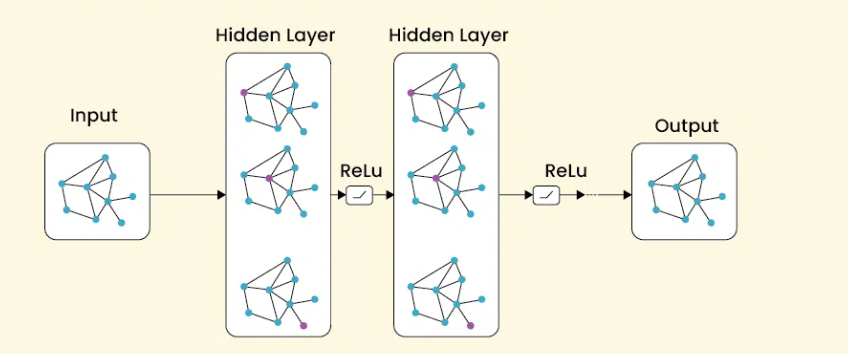 Hidden Layer
Hidden Layer
Input
Output
ReLu
ReLu